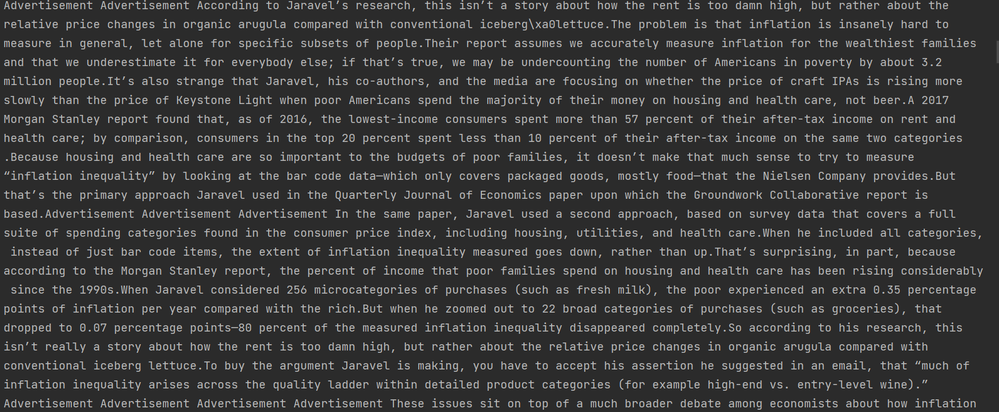 Advertisement Advertisement According to Jaravel’s research, this isn’t a story about how the rent is too damn high, but rather about the
relative price changes in organic arugula compared with conventional iceberg\xa0lettuce.The problem is that inflation is insanely hard to
measure in general, let alone for specific subsets of people.Their report assumes we accurately measure inflation for the wealthiest families
and that we underestimate it for everybody else; if that’s true, we may be undercounting the number of Americans in poverty by about 3.2
million people.It’s also strange that Jaravel, his co-authors, and the media are focusing on whether the price of craft IPAs is rising more
slowly than the price of Keystone Light when poor Americans spend the majority of their money on housing and health care, not beer.A 2017
Morgan Stanley report found that, as of 2016, the lowest-income consumers spent more than 57 percent of their after-tax income on rent and
health care; by comparison, consumers in the top 20 percent spent less than 10 percent of their after-tax income on the same two categories
.Because housing and health care are so important to the budgets of poor families, it doesn’t make that much sense to try to measure
“inflation inequality” by looking at the bar code data—which only covers packaged goods, mostly food—that the Nielsen Company provides.But
that’s the primary approach Jaravel used in the Quarterly Journal of Economics paper upon which the Groundwork Collaborative report is
based.Advertisement Advertisement Advertisement In the same paper, Jaravel used a second approach, based on survey data that covers a full
suite of spending categories found in the consumer price index, including housing, utilities, and health care.When he included all categories,
instead of just bar code items, the extent of inflation inequality measured goes down, rather than up.That’s surprising, in part, because
according to the Morgan Stanley report, the percent of income that poor families spend on housing and health care has been rising considerably
since the 1990s.When Jaravel considered 256 microcategories of purchases (such as fresh milk), the poor experienced an extra 0.35 percentage
points of inflation per year compared with the rich.But when he zoomed out to 22 broad categories of purchases (such as groceries), that
dropped to 0.07 percentage points—80 percent of the measured inflation inequality disappeared completely.So according to his research, this
isn’t really a story about how the rent is too damn high, but rather about the relative price changes in organic arugula compared with
conventional iceberg lettuce.To buy the argument Jaravel is making, you have to accept his assertion he suggested in an email, that “much of
inflation inequality arises across the quality ladder within detailed product categories (for example high-end vs. entry-level wine).”
Advertisement Advertisement Advertisement Advertisement These issues sit on top of a much broader debate among economists about how inflation